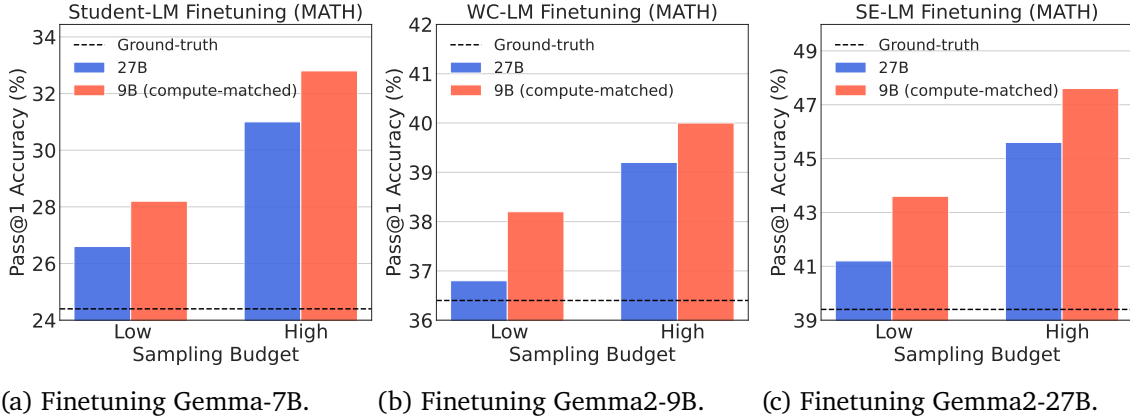 Student-LM Finetuning (MATH)
34
32
30
28
26
24
Pass@1 Accuracy (%)
Ground-truth
27B
9B (compute-matched)
Low
High
Sampling Budget
(a) Finetuning Gemma-7B.
WC-LM Finetuning (MATH)
42
41
40
39
38
37
36
Pass@1 Accuracy (%)
Ground-truth
27B
9B (compute-matched)
Low
High
Sampling Budget
(b) Finetuning Gemma2-9B.
SE-LM Finetuning (MATH)
49
47
45
43
41
39
Pass@1 Accuracy (%)
Ground-truth
27B
9B (compute-matched)
Low
High
Sampling Budget
(c) Finetuning Gemma2-27B.